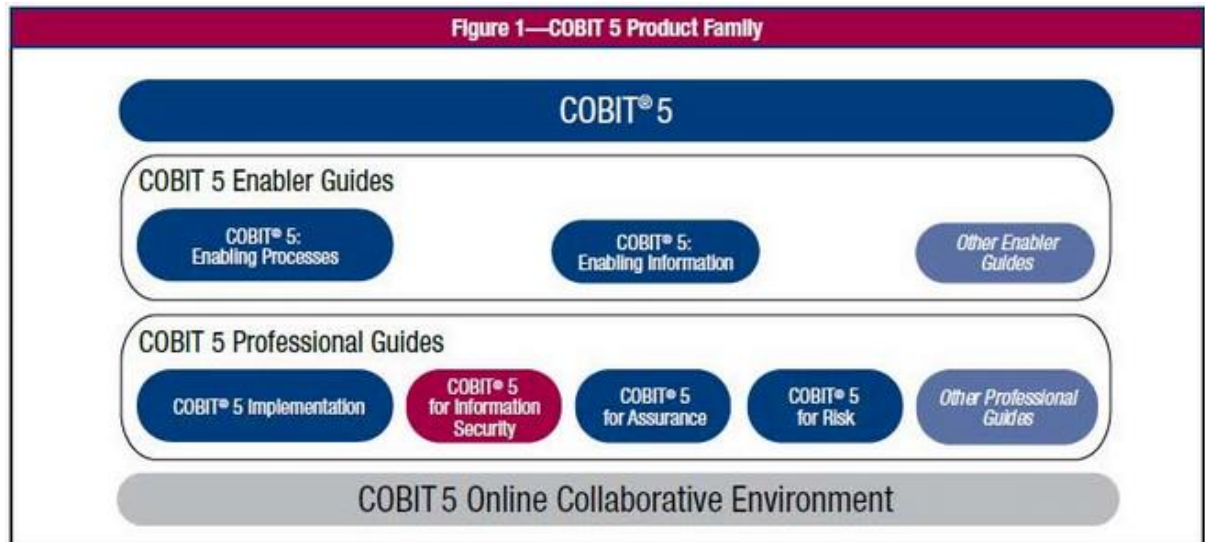 Figure 1—COBIT 5 Product Family
COBIT® 5
COBIT 5 Enabler Guides
COBIT® 5:
Enabling Processes
COBIT® 5:
Enabling Information
Other Enabler
Guides
COBIT 5 Professional Guides
COBIT® 5 Implementation
COBIT® 5
for Information
Security
COBIT® 5
for Assurance
COBIT® 5
for Risk
Other Professional
Guides
COBIT 5 Online Collaborative Environment